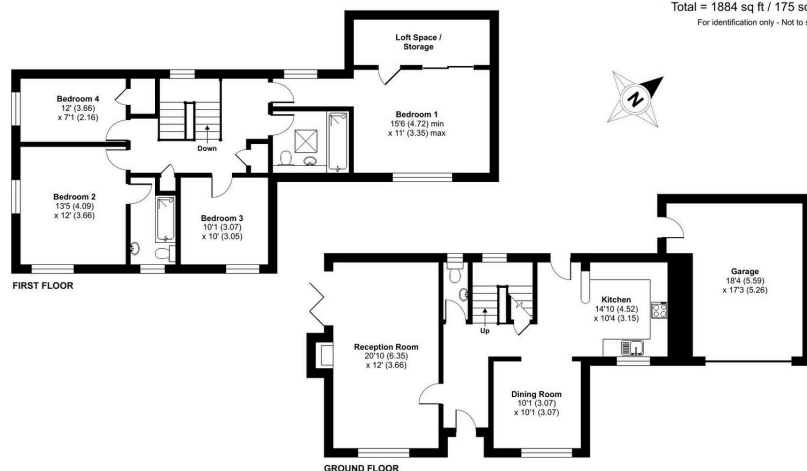 Total = 1884 sq ft / 175 sq
For identification only - Not to s
Loft Space /
Storage
N
Bedroom 4
12' (3.66)
x 7'1 (2.16)
Bedroom 1
15'6 (4.72) min
x 11' (3.35) max
Down
Bedroom 2
13'5 (4.09)
x 12' (3.66)
Bedroom 3
10'1 (3.07)
x 10' (3.05)
FIRST FLOOR
Garage
18'4 (5.59)
x 17'3 (5.26)
Kitchen
14'10 (4.52)
x 10'4 (3.15)
Up
Reception Room
20'10 (6.35)
x 12' (3.66)
Dining Room
10'1 (3.07)
x 10'1 (3.07)
GROUND FLOOR